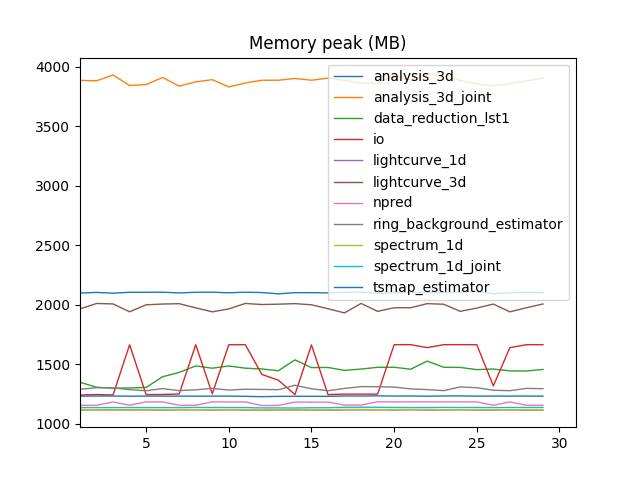 Memory peak (MB)
4000
3500
3000
2500
2000
1500
1000
5
10
15
20
25
30
analysis_3d
analysis_3d_joint
data_reduction_lst1
io
lightcurve_1d
lightcurve_3d
npred
ring_background_estimator
spectrum_1d
spectrum_1d_joint
tsmap_estimator